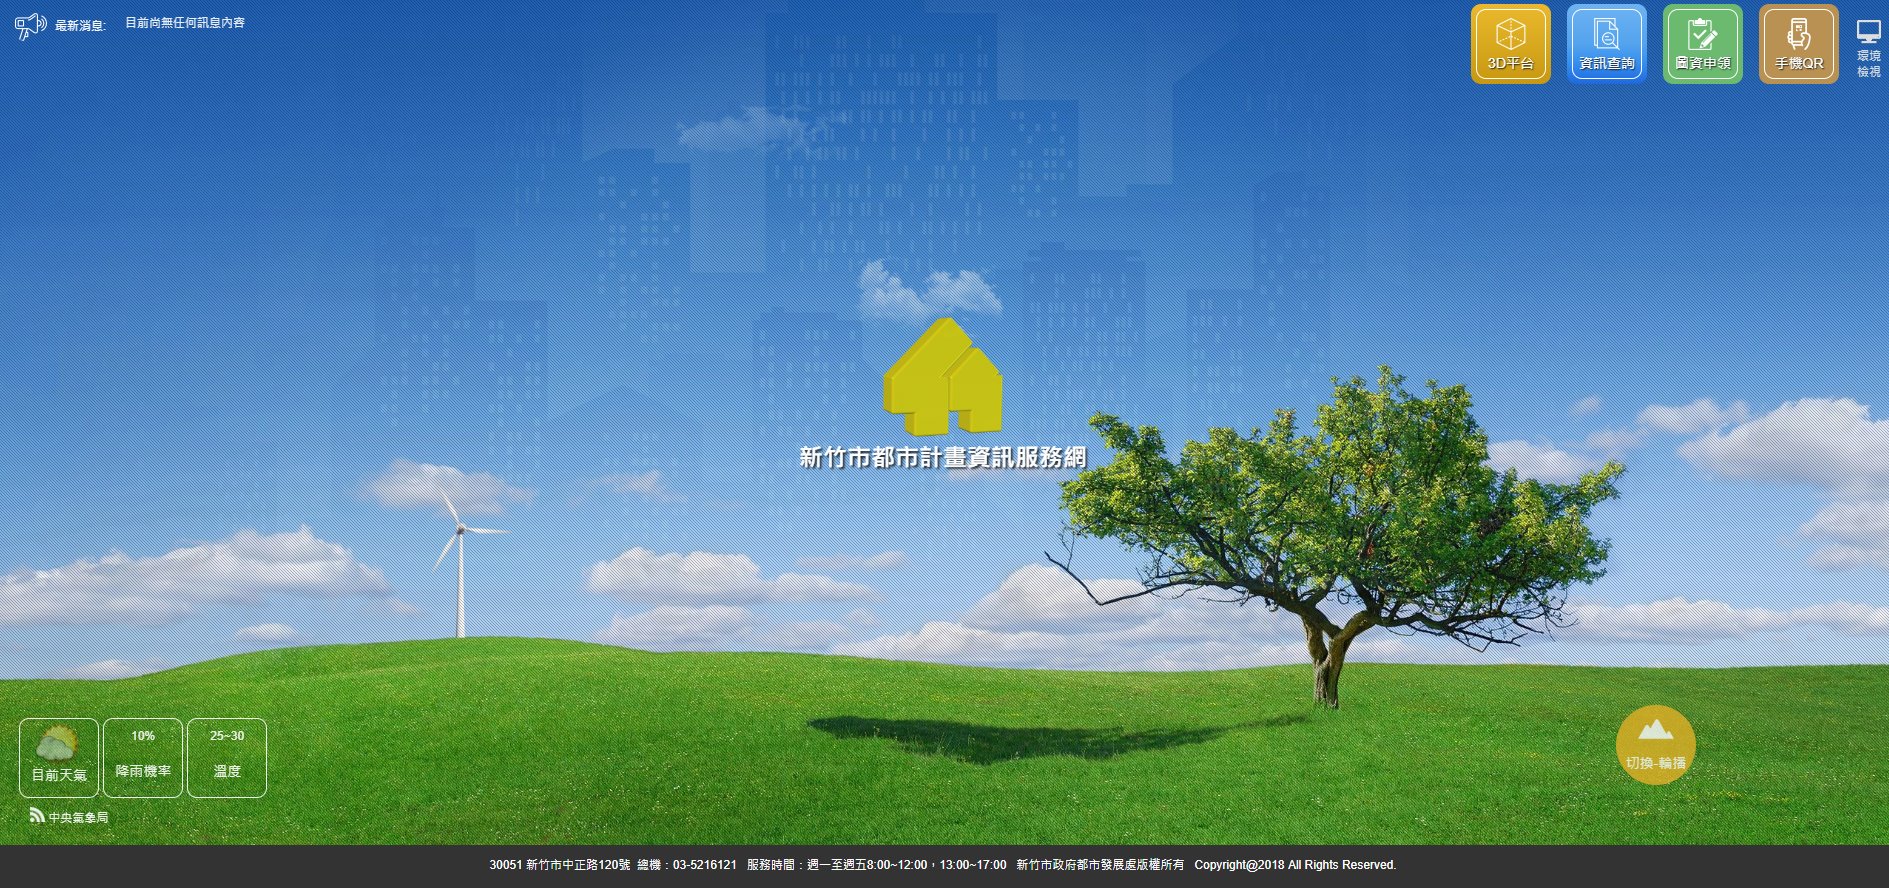 最新消息:
目前尚無任何訊息內容
3D平台
資訊查詢
圖資申領
手機QR
環境
檢視
新竹市都市計畫資訊服務網
目前天氣
10%
降雨機率
25~30
溫度
中央氣象局
切換-輪播
30051 新竹市中正路120號 總機：03-5216121 服務時間：週一至週五8:00~12:00，13:00~17:00 新竹市政府都市發展處版權所有 Copyright@2018 All Rights Reserved.